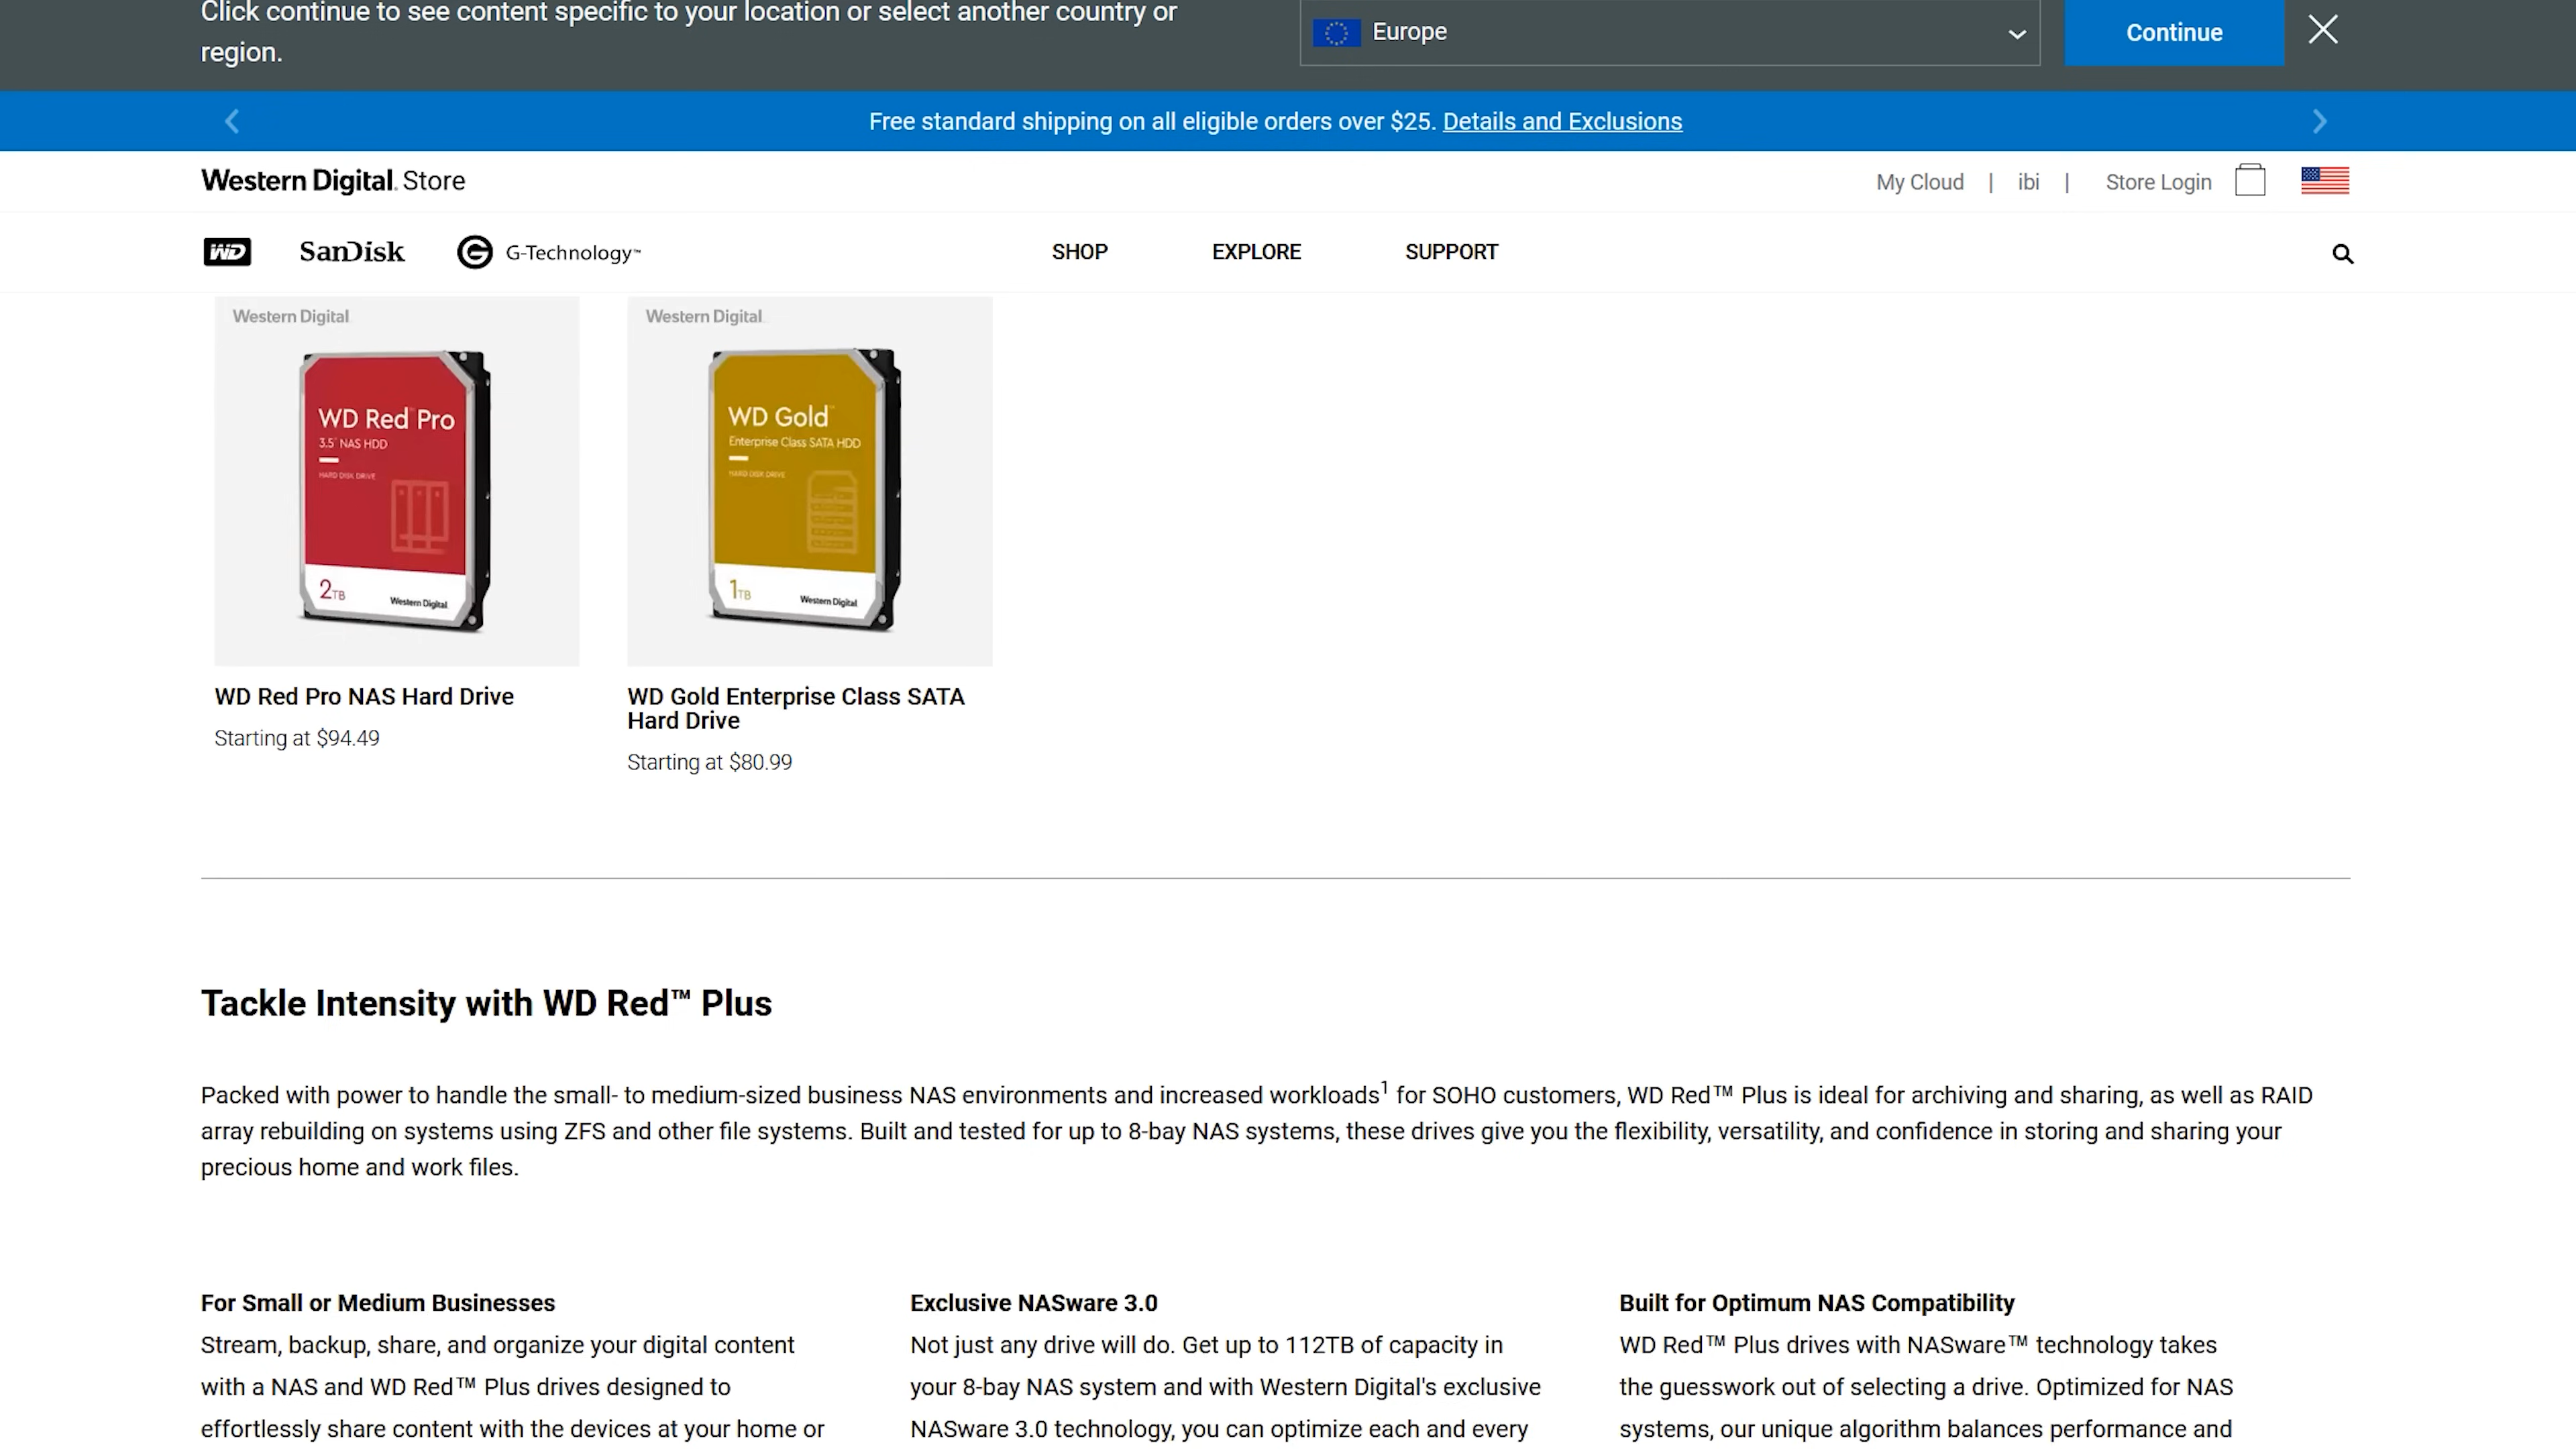 Click continue to see content specific to your location or select another country or
region.
Europe
Continue
Free standard shipping on all eligible orders over $25. Details and Exclusions
Western Digital. Store
My Cloud | ibi | Store Login
WD SanDisk G-Technology™
SHOP EXPLORE SUPPORT
Western Digital
WD Red Pro
3.5" NAS HDD
HARD DISK DRIVE
2TB
Western Digital.
Western Digital
WD Gold™
Enterprise Class SATA HDD
HARD DISK DRIVE
1TB
Western Digital
WD Red Pro NAS Hard Drive
Starting at $94.49
WD Gold Enterprise Class SATA
Hard Drive
Starting at $80.99
Tackle Intensity with WD Red™ Plus
Packed with power to handle the small- to medium-sized business NAS environments and increased workloads¹ for SOHO customers, WD Red™ Plus is ideal for archiving and sharing, as well as RAID
array rebuilding on systems using ZFS and other file systems. Built and tested for up to 8-bay NAS systems, these drives give you the flexibility, versatility, and confidence in storing and sharing your
precious home and work files.
For Small or Medium Businesses
Stream, backup, share, and organize your digital content
with a NAS and WD Red™ Plus drives designed to
effortlessly share content with the devices at your home or
Exclusive NASware 3.0
Not just any drive will do. Get up to 112TB of capacity in
your 8-bay NAS system and with Western Digital's exclusive
NASware 3.0 technology, you can optimize each and every
Built for Optimum NAS Compatibility
WD Red™ Plus drives with NASware™ technology takes
the guesswork out of selecting a drive. Optimized for NAS
systems, our unique algorithm balances performance and